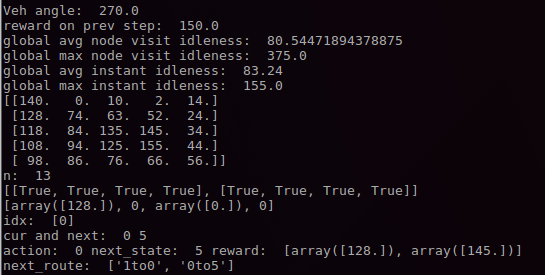 Veh angle:  270.0
reward on prev step:  150.0
global avg node visit idleness:  80.54471894378875
global max node visit idleness:  375.0
global avg instant idleness:  83.24
global max instant idleness:  155.0
[[140.   0.  10.   2.  14.]
 [128.  74.  63.  52.  24.]
 [118.  84. 135. 145.  34.]
 [108.  94. 125. 155.  44.]
 [ 98.  86.  76.  66.  56.]]
n:  13
[[True, True, True, True], [True, True, True, True]]
[array([128.]), 0, array([0.]), 0]
idx:  [0]
cur and next:  0 5
action:  0 next_state:  5 reward:  [array([128.]), array([145.])]
next_route:  ['1to0', '0to5']